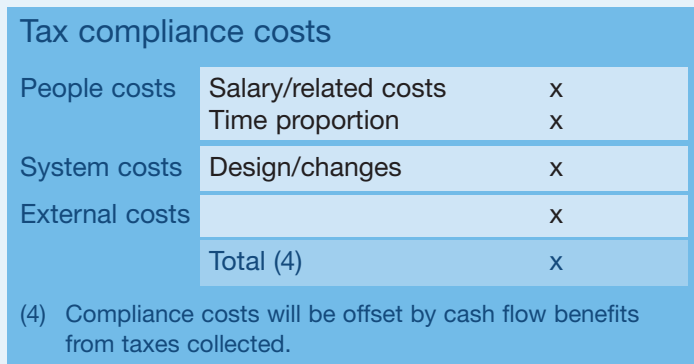 Tax compliance costs
People costs Salary/related costs x
Time proportion x
System costs Design/changes x
External costs x
Total (4) x
(4) Compliance costs will be offset by cash flow benefits
from taxes collected.